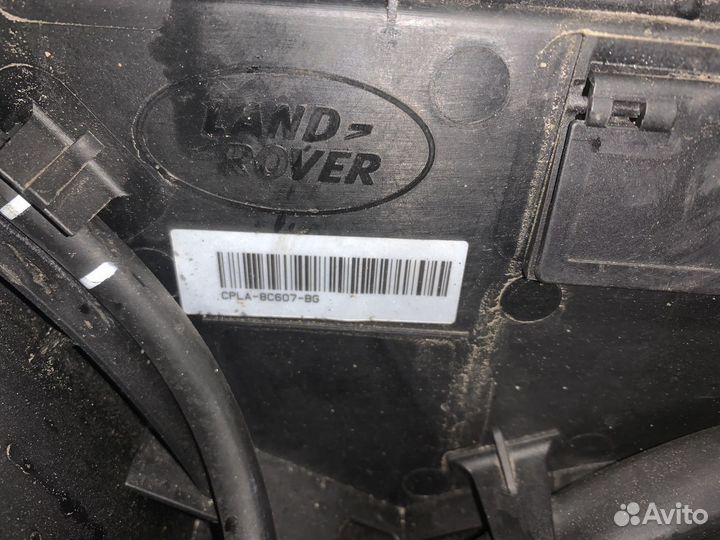 LAND>
ROVER
CPLA-8C607-BG
Avito